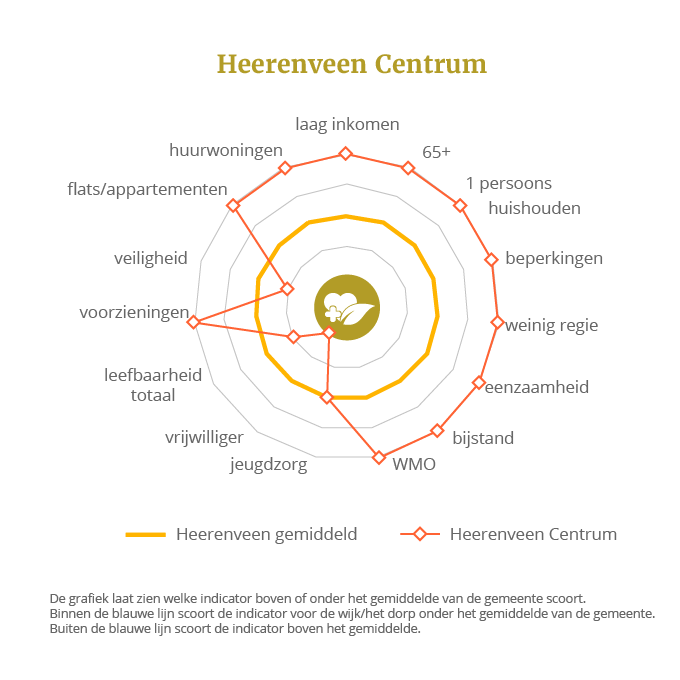 Heerenveen Centrum
laag inkomen
65+
1 persoons
huishouden
beperkingen
weinig regie
eenzaamheid
bijstand
WMO
jeugdzorg
vrijwilliger
leefbaarheid
totaal
voorzieningen
veiligheid
flats/appartementen
huurwoningen
Heerenveen gemiddeld
Heerenveen Centrum
De grafiek laat zien welke indicator boven of onder het gemiddelde van de gemeente scoort.
Binnen de blauwe lijn scoort de indicator voor de wijk/het dorp onder het gemiddelde van de gemeente.
Buiten de blauwe lijn scoort de indicator boven het gemiddelde.